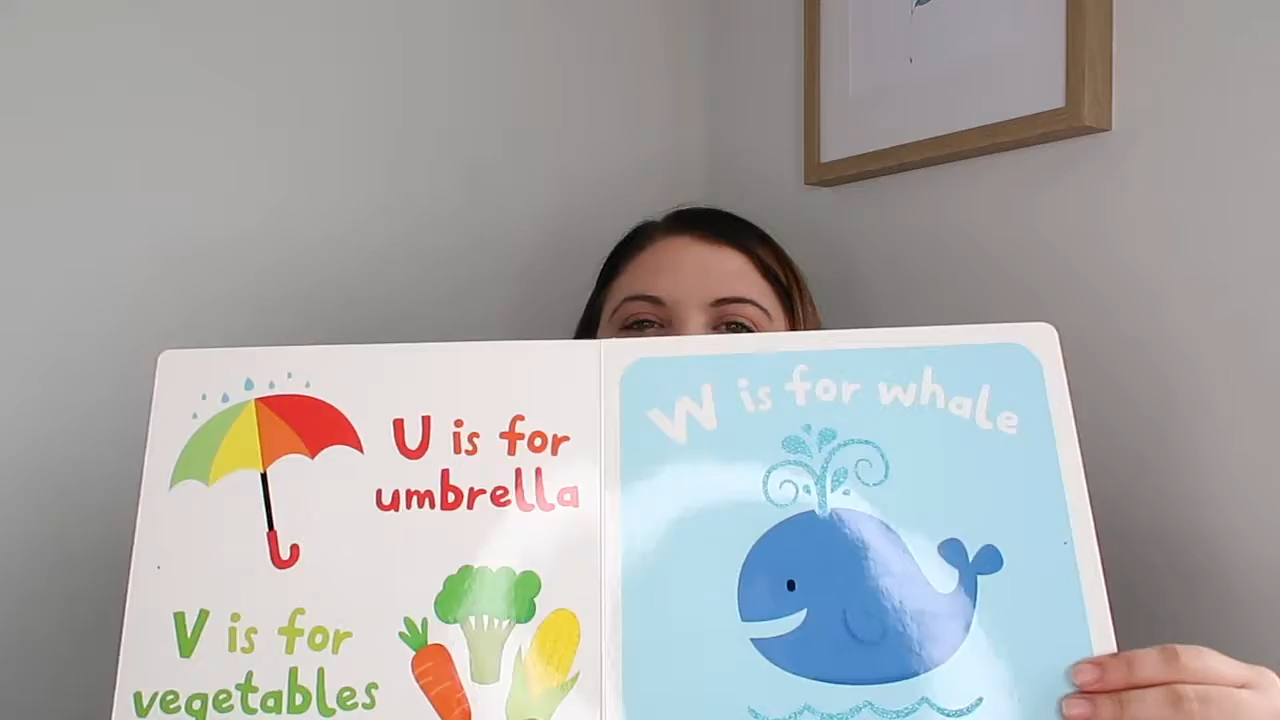 U is for
umbrella
V is for
vegetables
W is for whale